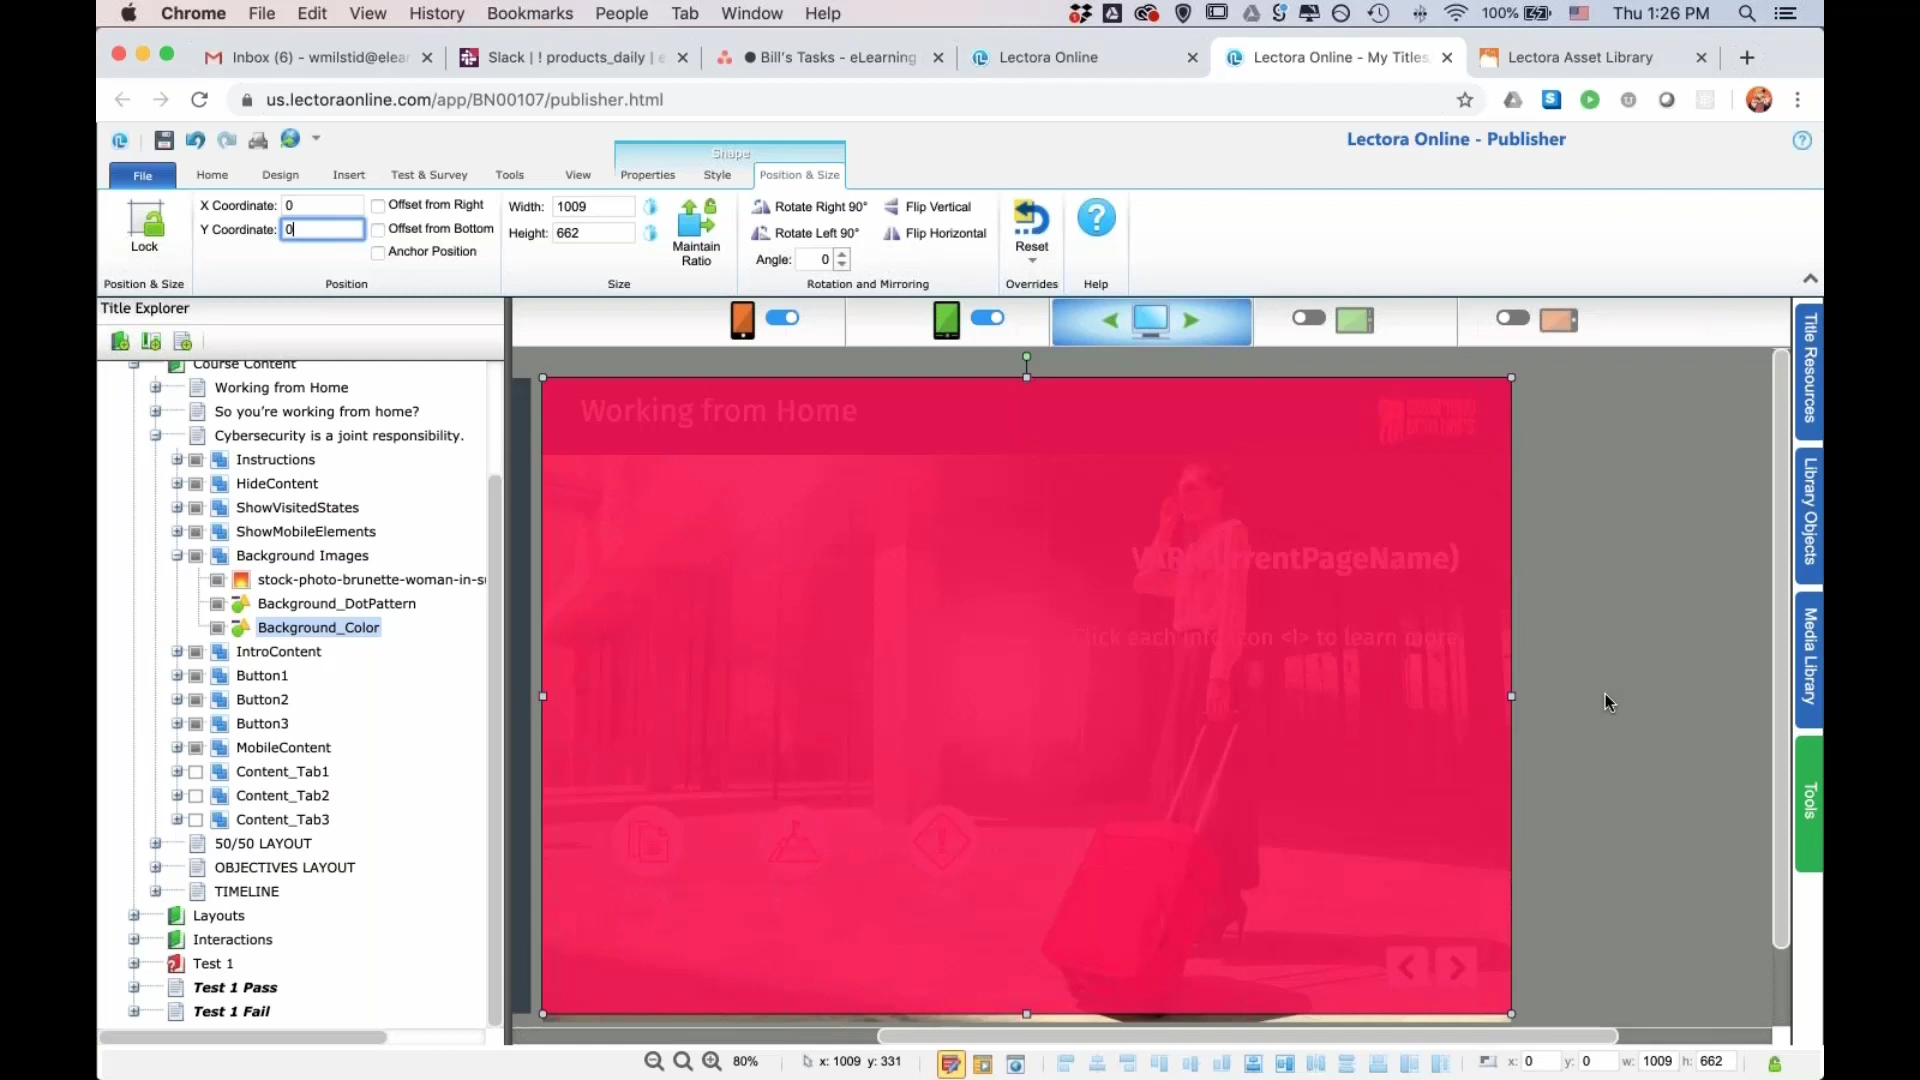 Chrome File Edit View History Bookmarks People Tab Window Help
100% Thu 1:26 PM
Inbox (6) - wmilstid@elear
Slack | ! products_daily | e
● Bill's Tasks - eLearning
Lectora Online
Lectora Online - My Titles,
Lectora Asset Library
us.lectoraonline.com/app/BN00107/publisher.html
Lectora Online - Publisher
Shape
File Home Design Insert Test & Survey Tools View Properties Style Position & Size
Lock
Position & Size
X Coordinate: 0
Y Coordinate: 0
Offset from Right
Offset from Bottom
Anchor Position
Position
Width: 1009
Height: 662
Maintain
Ratio
Size
Rotate Right 90°
Rotate Left 90°
Angle: 0
Flip Vertical
Flip Horizontal
Rotation and Mirroring
Reset
Overrides
Help
Title Explorer
Course Content
Working from Home
So you're working from home?
Cybersecurity is a joint responsibility.
Instructions
HideContent
ShowVisitedStates
ShowMobileElements
Background Images
stock-photo-brunette-woman-in-su
Background_DotPattern
Background_Color
IntroContent
Button1
Button2
Button3
MobileContent
Content_Tab1
Content_Tab2
Content_Tab3
50/50 LAYOUT
OBJECTIVES LAYOUT
TIMELINE
Layouts
Interactions
Test 1
Test 1 Pass
Test 1 Fail
Working from Home
Click each info icon <I> to learn more
Title Resources
Library Objects
Media Library
Tools
80%
x: 1009 y: 331
x: 0 y: 0 w: 1009 h: 662